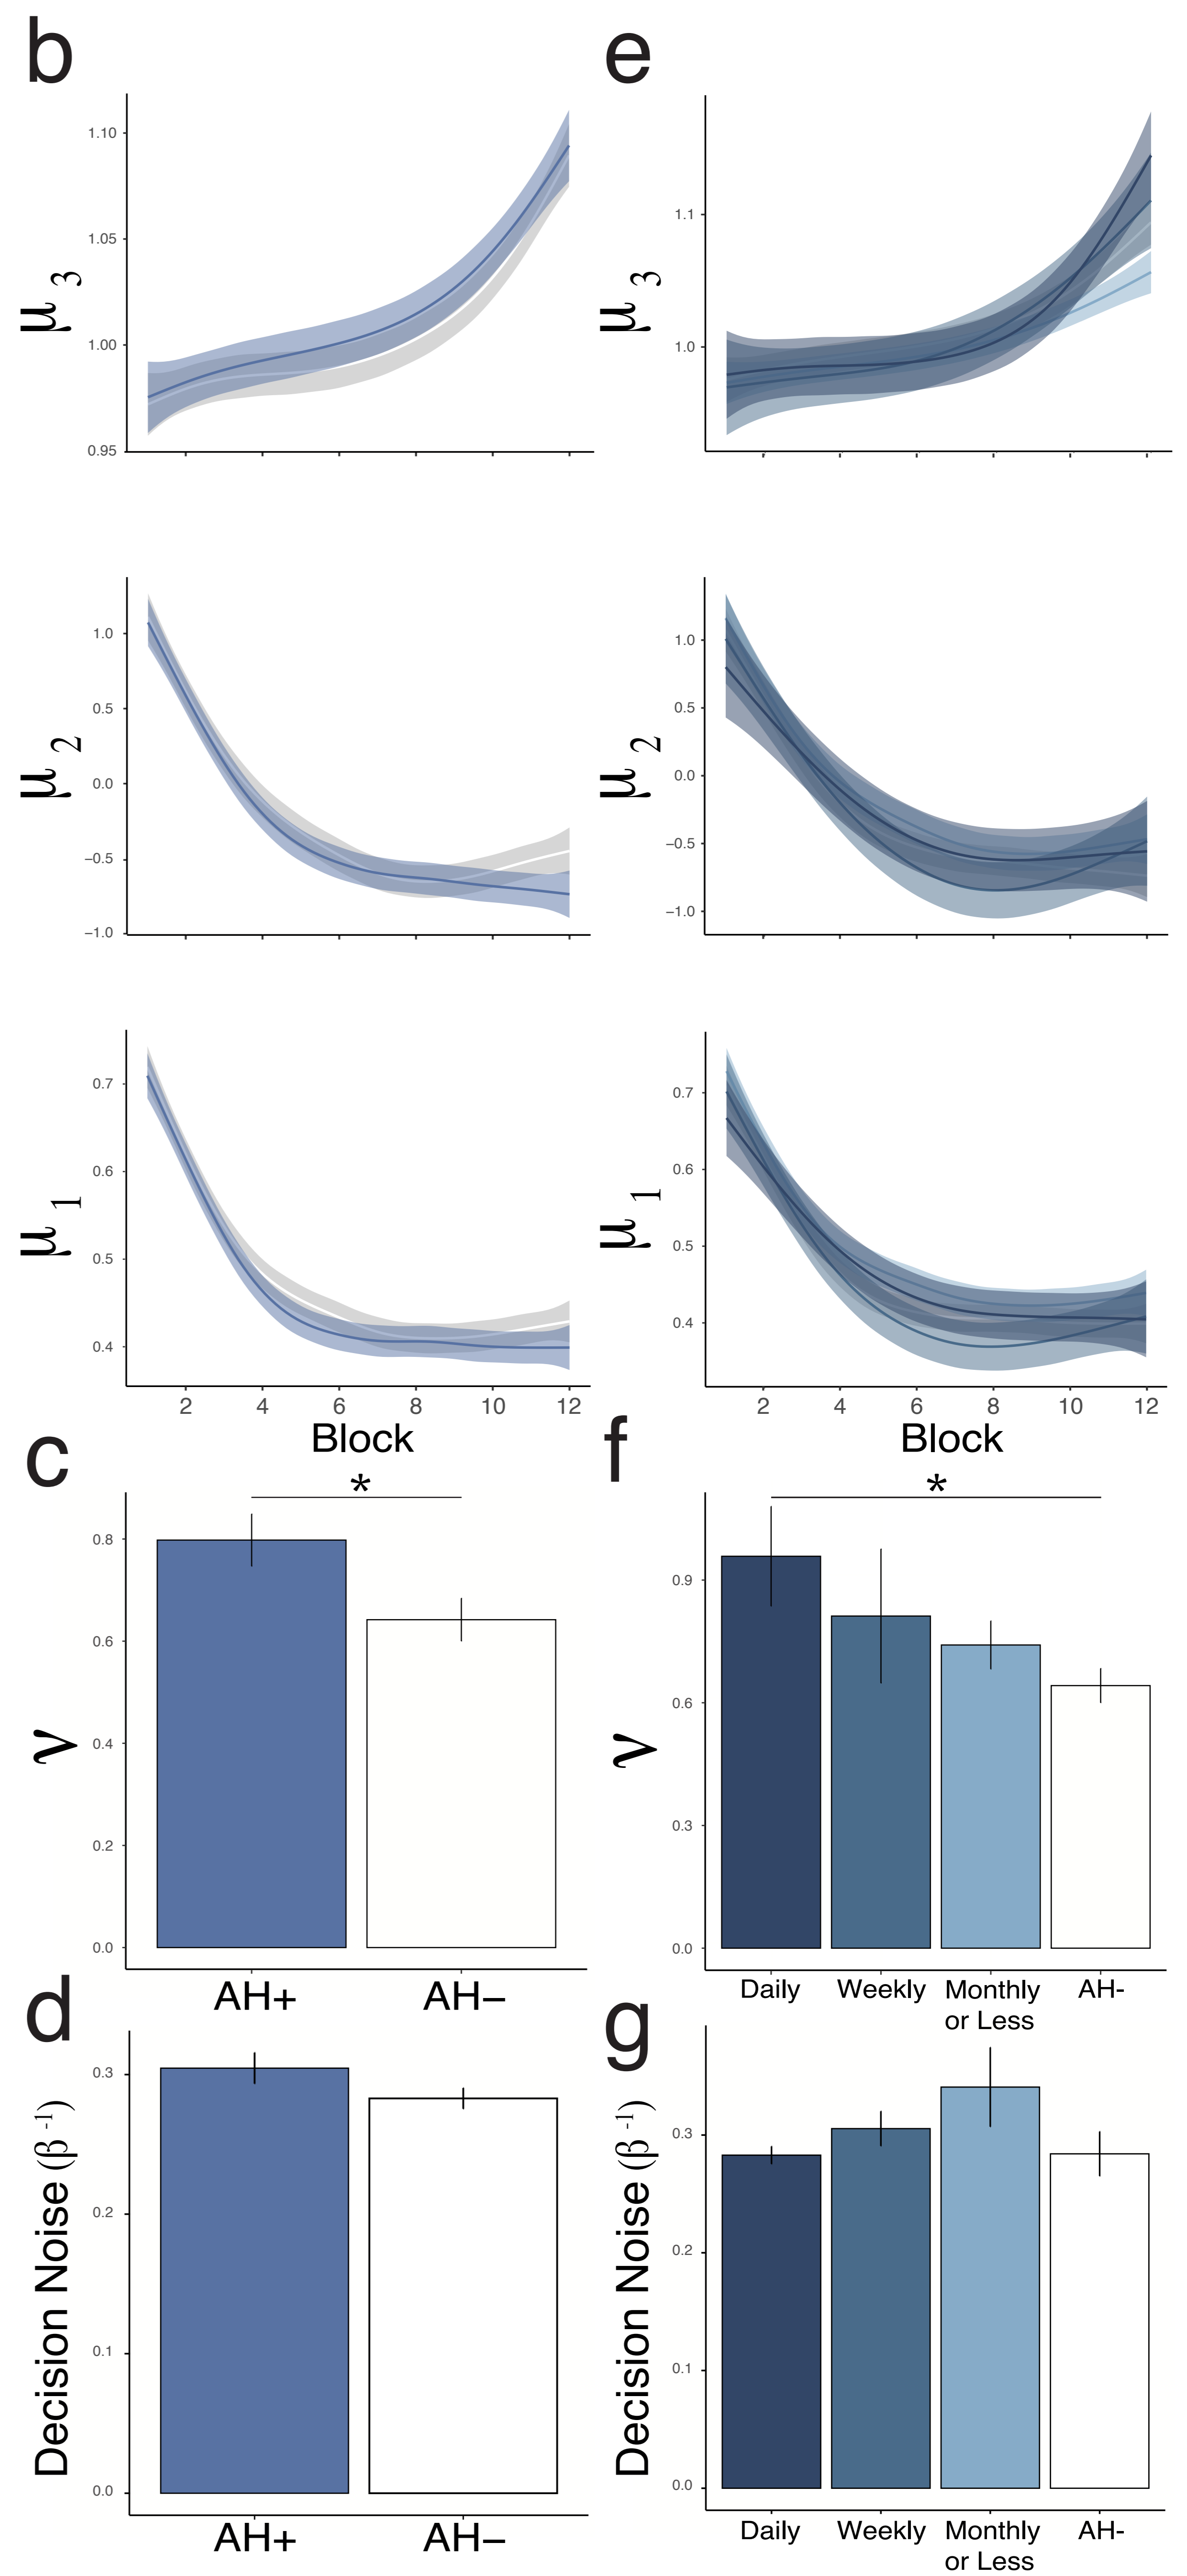 b
1.10
1.05
1.00
0.95
μ 3
e
1.1
1.0
μ 3
1.0
0.5
0.0
−0.5
−1.0
μ 2
1.0
0.5
0.0
−0.5
−1.0
μ 2
0.7
0.6
0.5
0.4
μ 1
2 4 6 8 10 12
Block
0.7
0.6
0.5
0.4
μ 1
2 4 6 8 10 12
Block
c
*
0.8
0.6
0.4
0.2
0.0
ν
AH+ AH−
f
*
0.9
0.6
0.3
0.0
ν
Daily Weekly Monthly AH-
or Less
d
0.3
0.2
0.1
0.0
Decision Noise (β -1)
AH+ AH−
g
0.3
0.2
0.1
0.0
Decision Noise (β -1)
Daily Weekly Monthly AH-
or Less